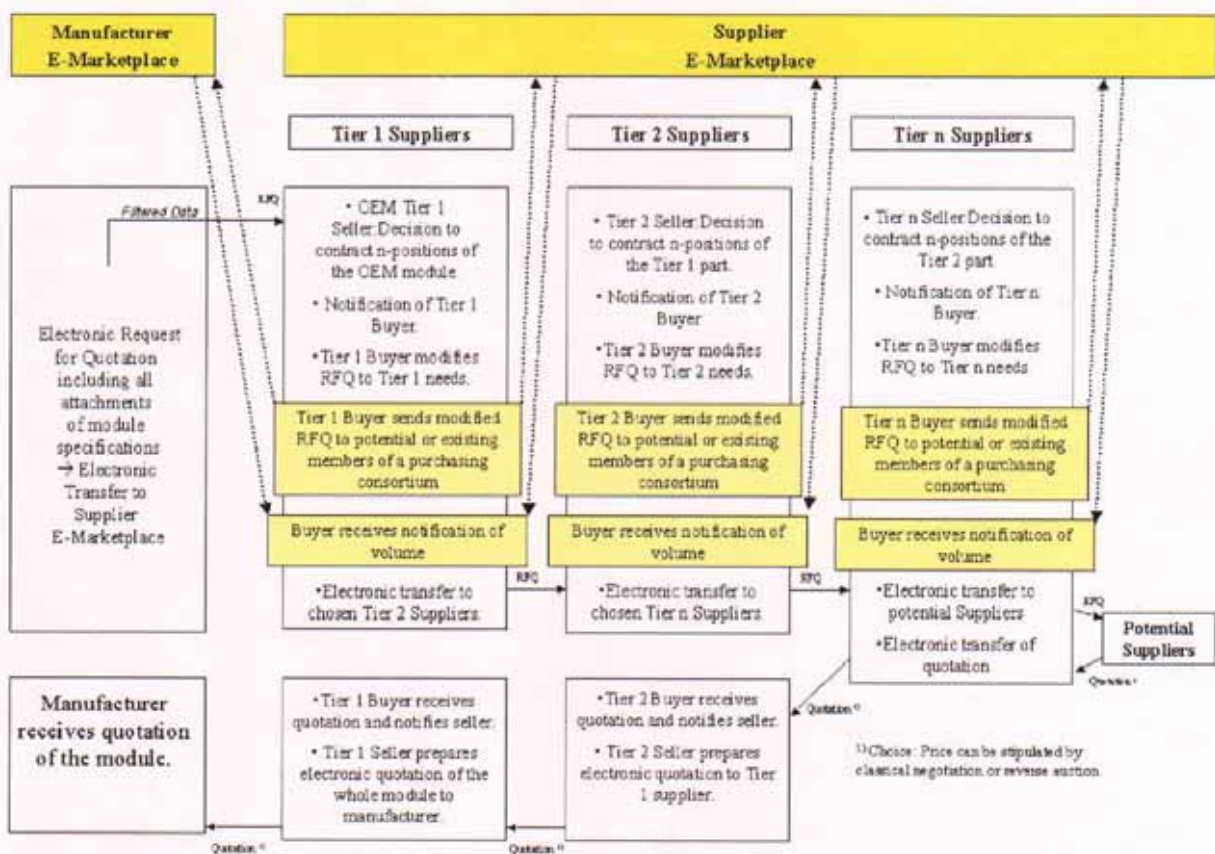 Manufacturer
E-Marketplace
Supplier
E-Marketplace
Tier 1 Suppliers
Tier 2 Suppliers
Tier n Suppliers
Filtered Data
RFQ
Electronic Request
for Quotation
including all
attachments
of module
specifications
→ Electronic
Transfer to
Supplier
E-Marketplace
• OEM Tier 1
Seller Decision to
contract n-positions of
the OEM module
• Notification of Tier 1
Buyer.
• Tier 1 Buyer modifies
RFQ to Tier 1 needs.
Tier 1 Buyer sends modified
RFQ to potential or existing
members of a purchasing
consortium
Buyer receives notification of
volume
• Electronic transfer to
chosen Tier 2 Suppliers.
RFQ
• Tier 2 Seller Decision
to contract n-positions of
the Tier 1 part.
• Notification of Tier 2
Buyer
• Tier 2 Buyer modifies
RFQ to Tier 2 needs.
Tier 2 Buyer sends modified
RFQ to potential or existing
members of a purchasing
consortium
Buyer receives notification of
volume
• Electronic transfer to
chosen Tier n Suppliers.
RFQ
• Tier n Seller Decision to
contract n-positions of the
Tier 2 part
• Notification of Tier n
Buyer.
• Tier n Buyer modifies
RFQ to Tier n needs
Tier n Buyer sends modified
RFQ to potential or existing
members of a purchasing
consortium
Buyer receives notification of
volume
• Electronic transfer to
potential Suppliers
• Electronic transfer of
quotation
RFQ
Potential
Suppliers
Quotation ¹⁾
Quotation ¹⁾
Manufacturer
receives quotation
of the module.
• Tier 1 Buyer receives
quotation and notifies seller.
• Tier 1 Seller prepares
electronic quotation of the
whole module to
manufacturer.
• Tier 2 Buyer receives
quotation and notifies seller.
• Tier 2 Seller prepares
electronic quotation to Tier
1 supplier.
¹⁾ Choice: Price can be stipulated by
classical negotiation or reverse auction.
Quotation ¹⁾
Quotation ¹⁾